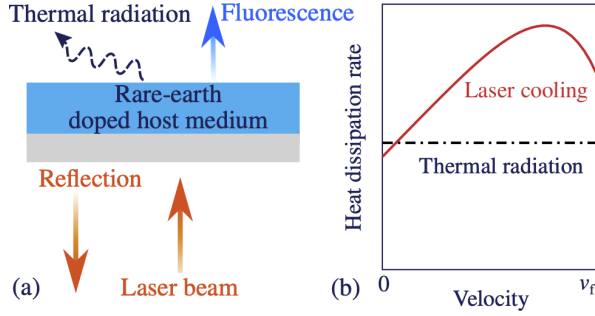 Thermal radiation
Fluorescence
Rare-earth
doped host medium
Reflection
Laser beam
(a)
Heat dissipation rate
Laser cooling
Thermal radiation
0
v_f
Velocity
(b)